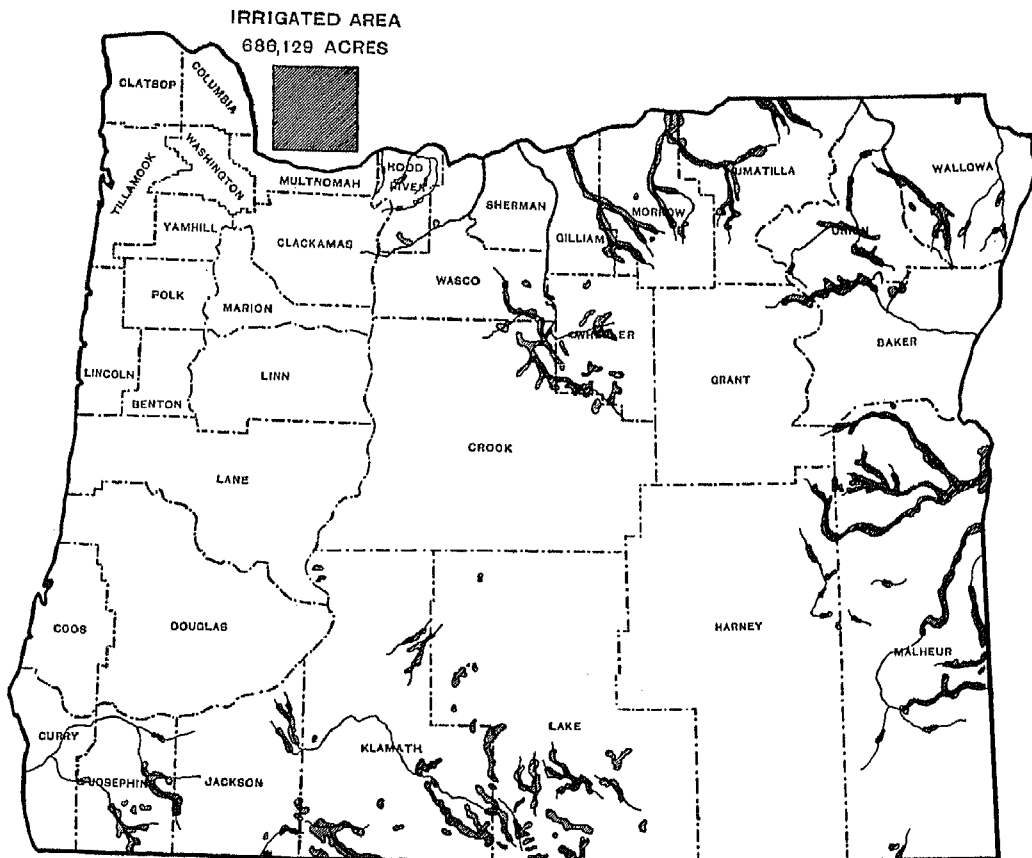 IRRIGATED AREA
686,129 ACRES
CLATSOP
COLUMBIA
TILLAMOOK
WASHINGTON
MULTNOMAH
HOOD
RIVER
SHERMAN
UMATILLA
WALLOWA
YAMHILL
CLACKAMAS
GILLIAM
MORROW
UNION
POLK
MARION
WASCO
WHEELER
BAKER
LINCOLN
LINN
GRANT
BENTON
CROOK
LANE
COOS
DOUGLAS
HARNEY
MALHEUR
CURRY
KLAMATH
LAKE
JOSEPHINE
JACKSON